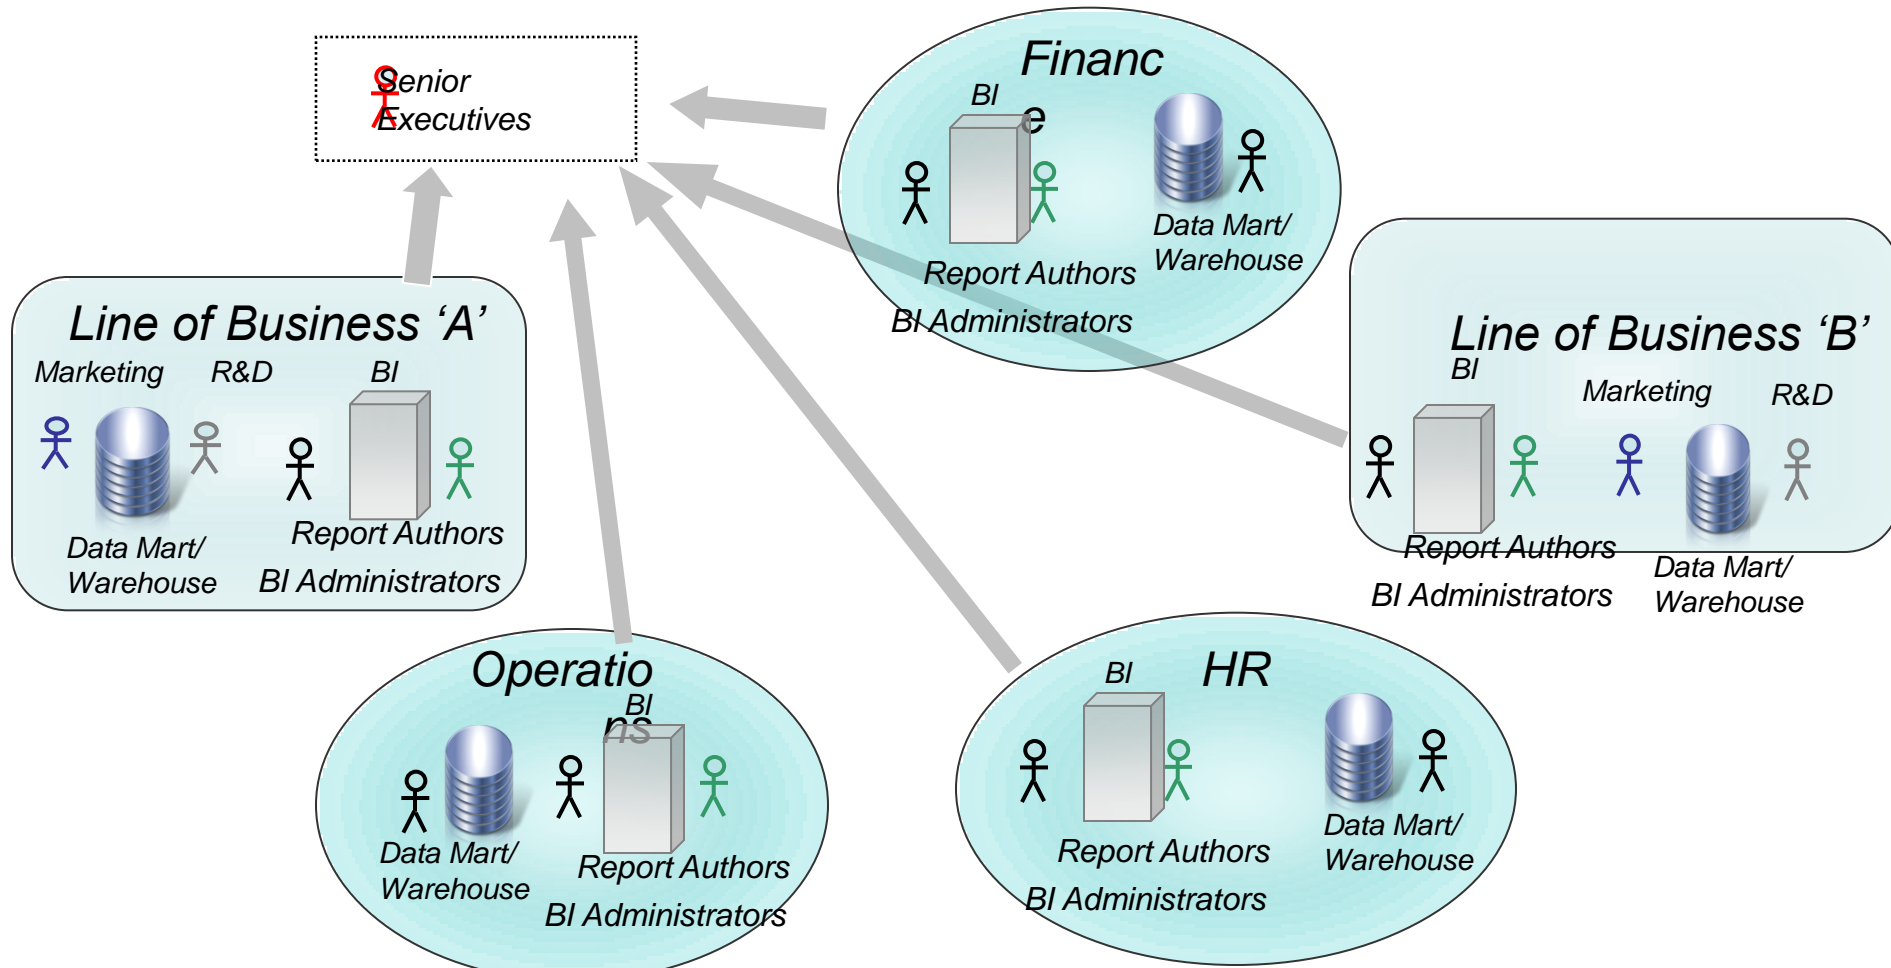 Senior
Executives
Financ
e
BI
Data Mart/
Warehouse
Report Authors
BI Administrators
Line of Business ‘A’
Marketing
R&D
BI
Report Authors
Data Mart/
Warehouse
BI Administrators
Line of Business ‘B’
BI
Marketing
R&D
Report Authors
Data Mart/
Warehouse
BI Administrators
Operatio
ns
BI
Data Mart/
Warehouse
Report Authors
BI Administrators
HR
BI
Data Mart/
Warehouse
Report Authors
BI Administrators